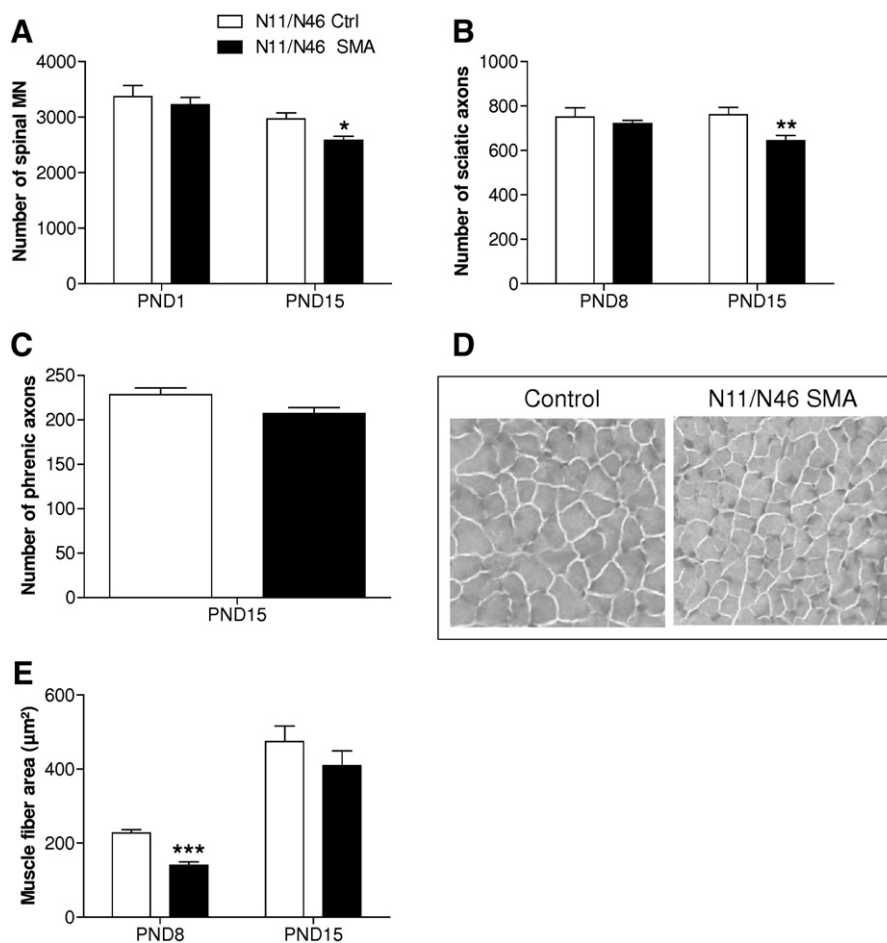 A
N11/N46 Ctrl
N11/N46 SMA
Number of spinal MN
4000
3000
2000
1000
0
*
PND1 PND15
B
Number of sciatic axons
1000
800
600
400
200
0
**
PND8 PND15
C
Number of phrenic axons
250
200
150
100
50
0
PND15
D
Control N11/N46 SMA
E
Muscle fiber area (µm²)
600
400
200
0
***
PND8 PND15